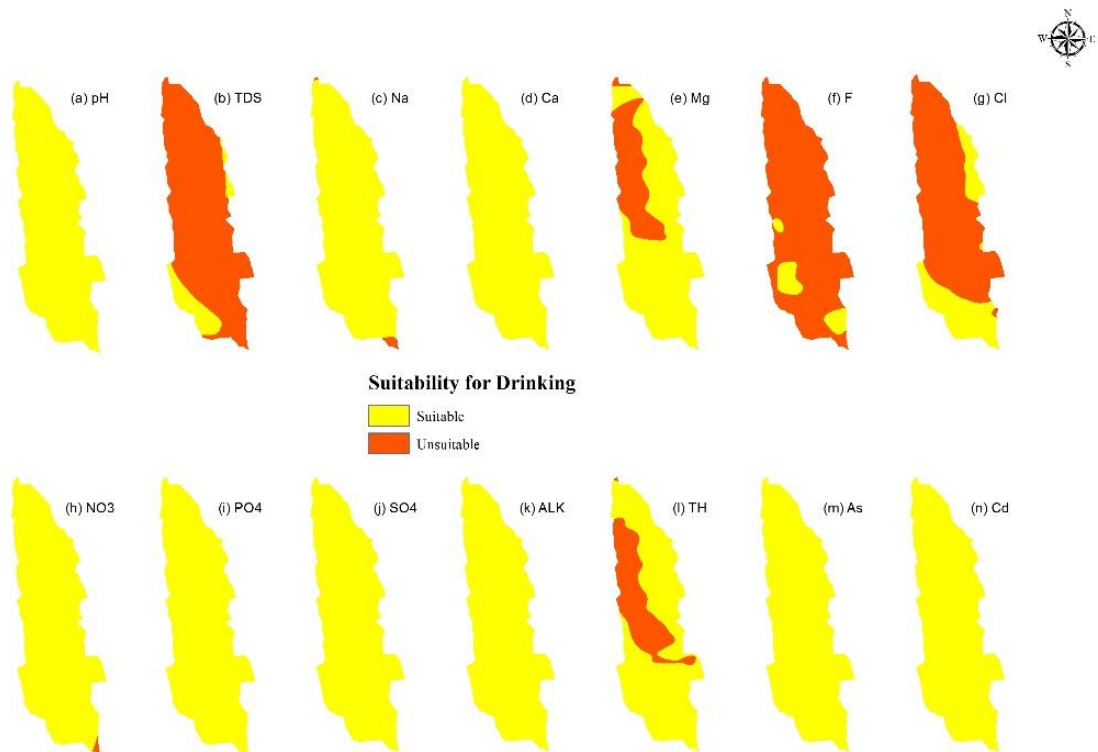 N
W E
S
(a) pH
(b) TDS
(c) Na
(d) Ca
(e) Mg
(f) F
(g) Cl
Suitability for Drinking
Suitable
Unsuitable
(h) NO3
(i) PO4
(j) SO4
(k) ALK
(l) TH
(m) As
(n) Cd